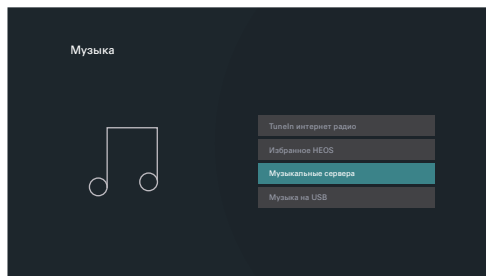 Музыка
TuneIn интернет радио
Избранное HEOS
Музыкальные сервера
Музыка на USB